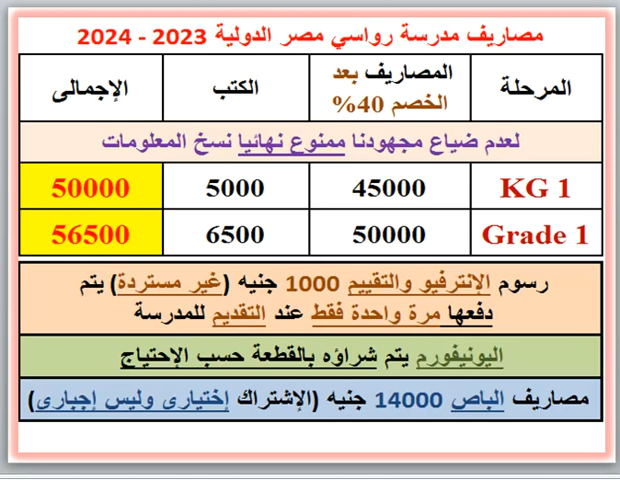 مصاريف مدرسة رواسي مصر الدولية 2023 - 2024
المرحلة المصاريف بعد الخصم 40% الكتب الإجمالى
لعدم ضياع مجهودنا ممنوع نهائيا نسخ المعلومات
KG 1 45000 5000 50000
Grade 1 50000 6500 56500
رسوم الإنترفيو والتقييم 1000 جنيه (غير مستردة) يتم
دفعها مرة واحدة فقط عند التقديم للمدرسة
اليونيفورم يتم شراؤه بالقطعة حسب الإحتياج
مصاريف الباص 14000 جنيه (الإشتراك إختيارى وليس إجبارى)